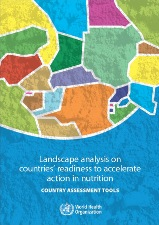 Landscape analysis on
countries' readiness to accelerate
action in nutrition
COUNTRY ASSESSMENT TOOLS
World Health
Organization